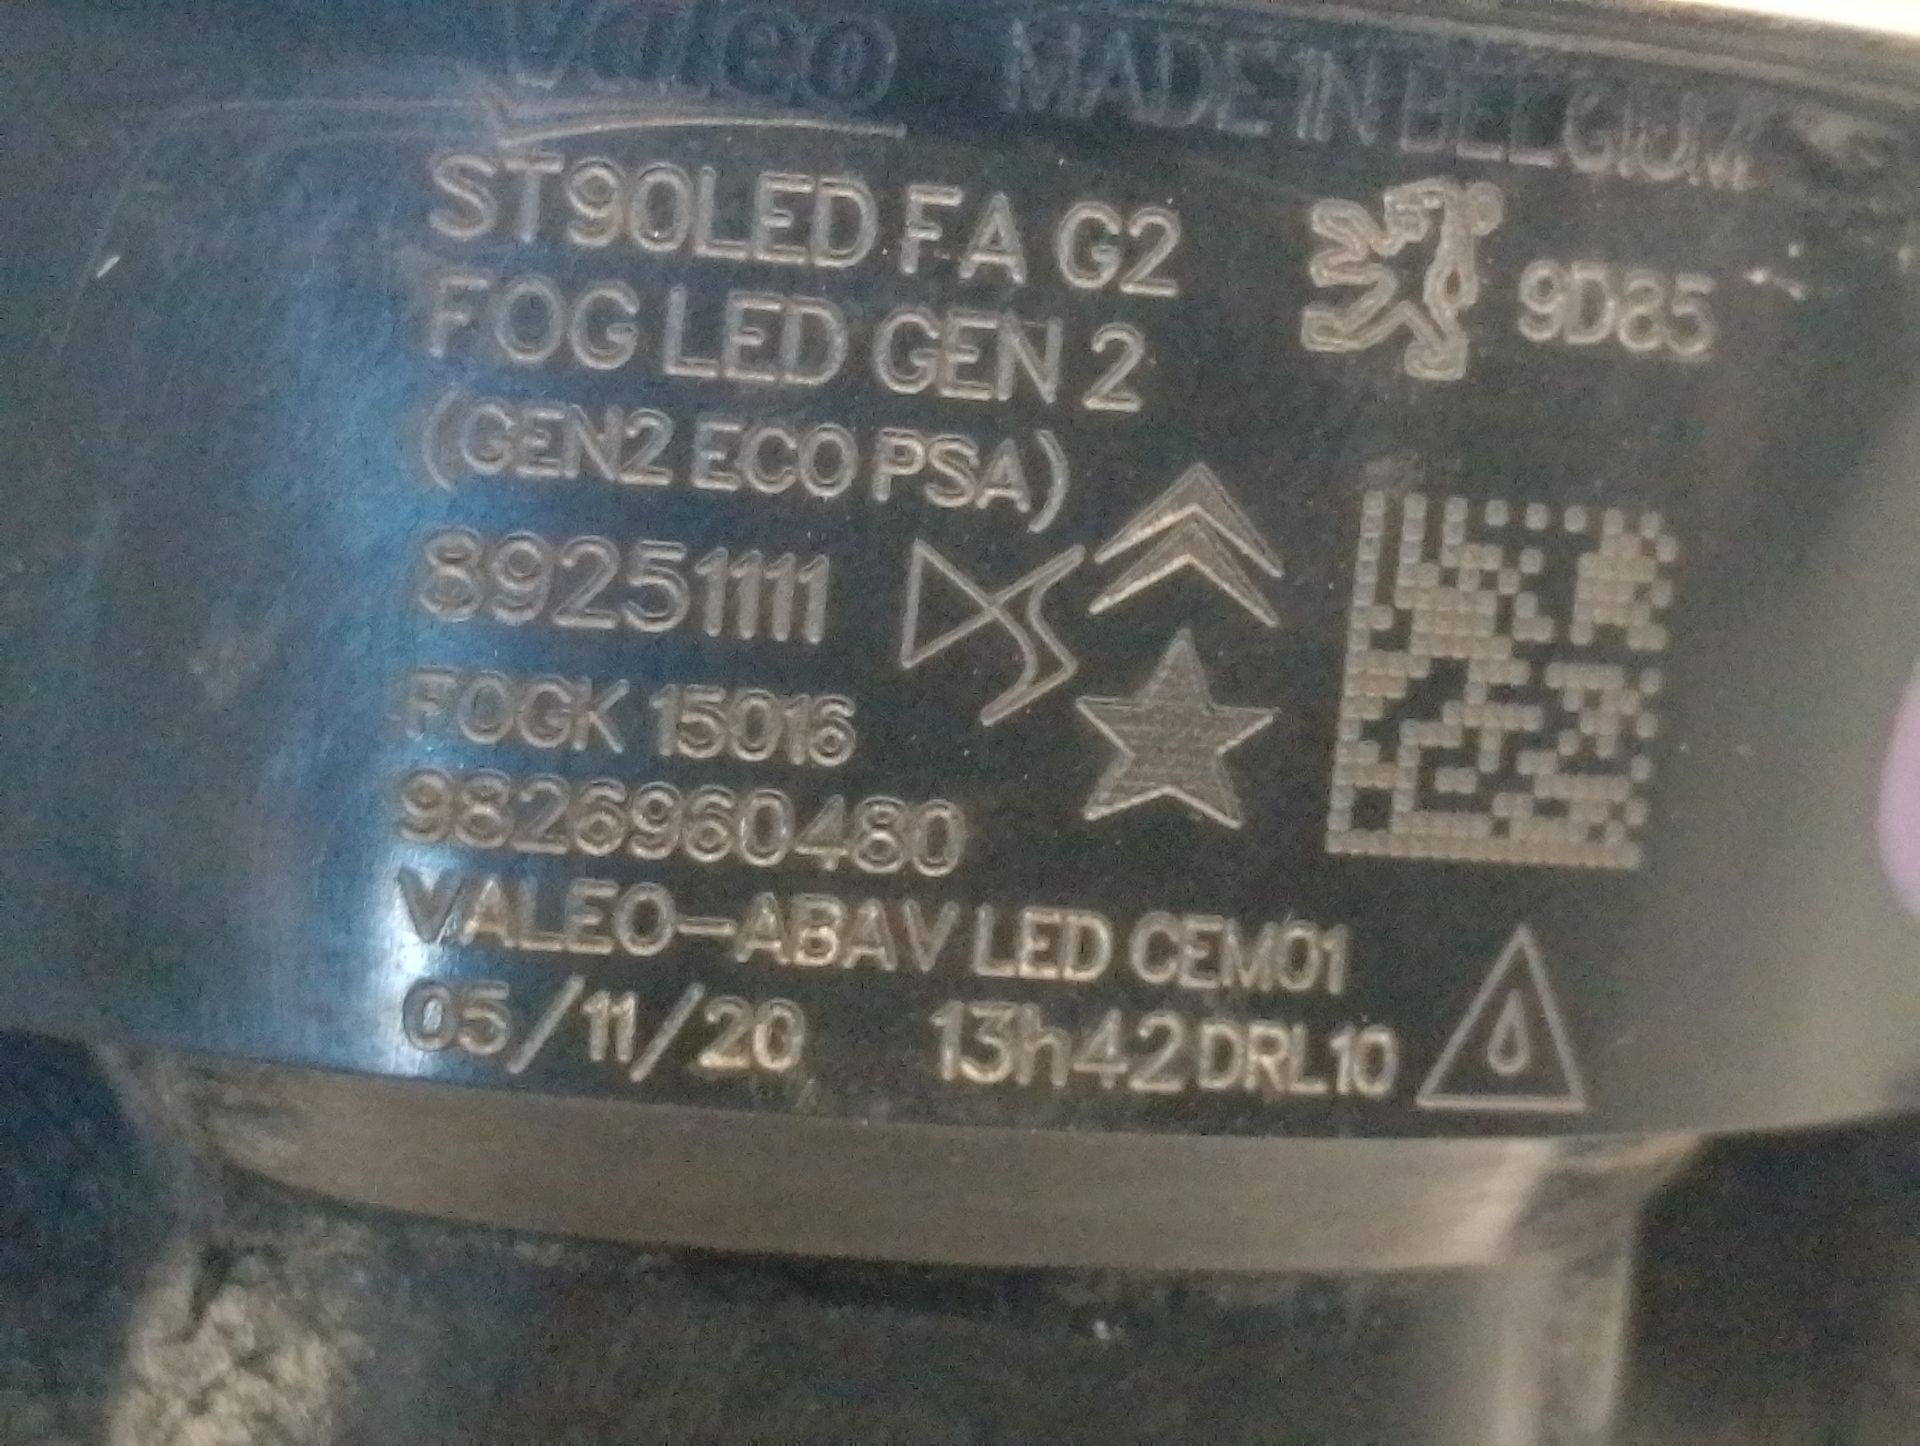 Valeo MADE IN BELGIUM
ST90LED F.A G2
9D85
FOG LED GEN 2
(GEN2 ECO PSA)
89251111
DS
FOGK 15016
9826960480
VALEO-ABAV LED CEM01
05/11/20 13h42 DRL10